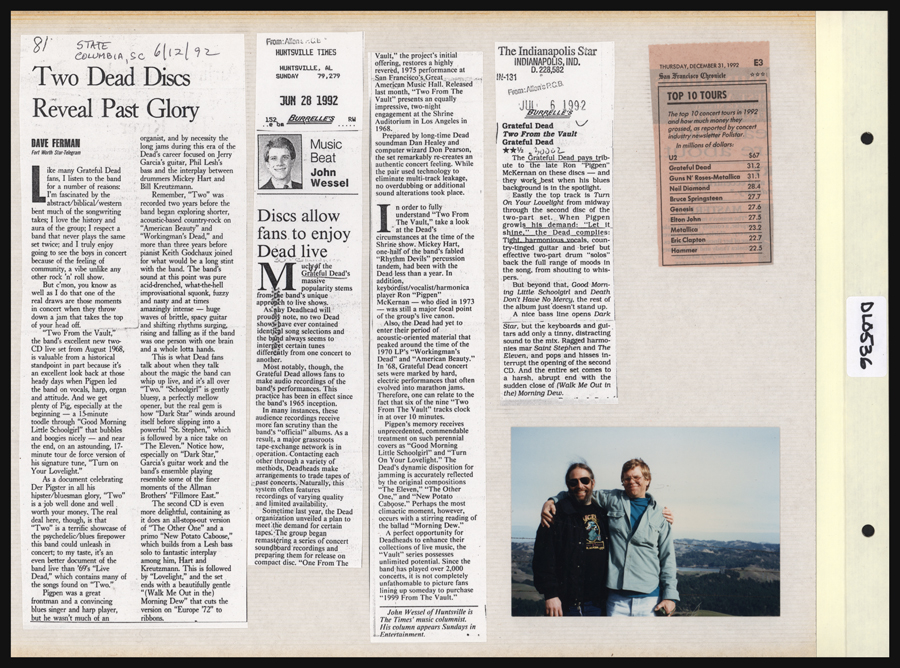 81
STATE
COLUMBIA, SC 6/12/92
Two Dead Discs
Reveal Past Glory
DAVE FERMAN
Fort Worth Star-Telegram
Like many Grateful Dead
fans, I listen to the band
for a number of reasons:
I'm fascinated by the
abstract/biblical/western
bent much of the songwriting
takes; I love the history and
aura of the group; I respect a
band that never plays the same
set twice; and I truly enjoy
going to see the boys in concert
because of the feeling of
community, a vibe unlike any
other rock 'n' roll show.
But c'mon, you know as
well as I do that one of the
real draws are those moments
in concert when they throw
down a jam that takes the top
of your head off.
"Two From the Vault,"
the band's excellent new two-
CD live set from August 1968,
is valuable from a historical
standpoint in part because it's
an excellent look back at those
heady days when Pigpen led
the band on vocals, harp, organ
and attitude. And we get
plenty of Pig, especially at the
beginning — a 15-minute
toodle through "Good Morning
Little Schoolgirl" that bubbles
and boogies nicely — and near
the end, on an astounding, 17-
minute tour de force version of
his signature tune, "Turn on
Your Lovelight."
As a document celebrating
Der Pigster in all his
hipster/bluesman glory, "Two"
is a job well done and well
worth your money. The real
deal here, though, is that
"Two" is a terrific showcase of
the psychedelic/blues firepower
this band could unleash in
concert; to my taste, it's an
even better document of the
band live than '69's "Live
Dead," which contains many of
the songs found on "Two."
Pigpen was a great
frontman and a convincing
blues singer and harp player,
but he wasn't much of an
organist, and by necessity the
long jams during this era of the
Dead's career focused on Jerry
Garcia's guitar, Phil Lesh's
bass and the interplay between
drummers Mickey Hart and
Bill Kreutzmann.
Remember, "Two" was
recorded two years before the
band began exploring shorter,
acoustic-based country-rock on
"American Beauty" and
"Workingman's Dead," and
more than three years before
pianist Keith Godchaux joined
for what would be a long stint
with the band. The band's
sound at this point was pure
acid-drenched, what-the-hell
improvisational squonk, fuzzy
and nasty and at times
amazingly intense — huge
waves of brittle, spacy guitar
and shifting rhythms surging,
rising and falling as if the band
was one person with one brain
and a whole lotta hands.
This is what Dead fans
talk about when they talk
about the magic the band can
whip up live, and it's all over
"Two." "Schoolgirl" is gently
bluesy, a perfectly mellow
opener, but the real gem is
how "Dark Star" winds around
itself before slipping into a
powerful "St. Stephen," which
is followed by a nice take on
"The Eleven." Notice how,
especially on "Dark Star,"
Garcia's guitar work and the
band's ensemble playing
resemble some of the finer
moments of the Allman
Brothers' "Fillmore East."
The second CD is even
more delightful, containing as
it does an all-stops-out version
of "The Other One" and a
primo "New Potato Caboose,"
which builds from a Lesh bass
solo to fantastic interplay
among him, Hart and
Kreutzmann. This is followed
by "Lovelight," and the set
ends with a beautifully gentle
"(Walk Me Out in the)
Morning Dew" that cuts the
version on "Europe '72" to
ribbons.
HUNTSVILLE TIMES
HUNTSVILLE, AL
SUNDAY 79,279
JUN 28 1992
152 BURRELLE'S RW
Music
Beat
John
Wessel
Discs allow
fans to enjoy
Dead live
Much of the
Grateful Dead's
massive
popularity stems
from the band's unique
approach to live shows.
As any Deadhead will
proudly note, no two Dead
shows have ever contained
identical song selections and
the band always seems to
interpret certain tunes
differently from one concert to
another.
Most notably, though, the
Grateful Dead allows fans to
make audio recordings of the
band's performances. This
practice has been in effect since
the band's 1965 inception.
In many instances, these
audience recordings receive
more fan scrutiny than the
band's "official" albums. As a
result, a major grassroots
tape-exchange network is in
operation. Contacting each
other through a variety of
methods, Deadheads make
arrangements to trade tapes of
past concerts. Naturally, this
system often features
recordings of varying quality
and limited availability.
Sometime last year, the Dead
organization unveiled a plan to
meet the demand for certain
tapes. The group began
remastering a series of concert
soundboard recordings and
preparing them for release on
compact disc. "One From The
Vault," the project's initial
offering, restores a highly
revered, 1975 performance at
San Francisco's Great
American Music Hall. Released
last month, "Two From The
Vault" presents an equally
impressive, two-night
engagement at the Shrine
Auditorium in Los Angeles in
1968.
Prepared by long-time Dead
soundman Dan Healy and
computer wizard Don Pearson,
the set remarkably re-creates an
authentic concert feeling. While
the pair used technology to
eliminate multi-track leakage,
no overdubbing or additional
sound alterations took place.
In order to fully
understand "Two From
The Vault," take a look
at the Dead's
circumstances at the time of the
Shrine show. Mickey Hart,
one-half of the band's fabled
"Rhythm Devils" percussion
tandem, had been with the
Dead less than a year. In
addition,
keybordist/vocalist/harmonica
player Ron "Pigpen"
McKernan — who died in 1973
— was still a major focal point
of the group's live canon.
Also, the Dead had yet to
enter their period of
acoustic-oriented material that
peaked around the time of the
1970 LP's "Workingman's
Dead" and "American Beauty."
In '68, Grateful Dead concert
sets were marked by hard,
electric performances that often
evolved into marathon jams.
Therefore, one can relate to the
fact that six of the nine "Two
From The Vault" tracks clock
in at over 10 minutes.
Pigpen's memory receives
unprecedented, commendable
treatment on such perennial
covers as "Good Morning
Little Schoolgirl" and "Turn
On Your Lovelight." The
Dead's dynamic disposition for
jamming is accurately reflected
by the original compositions
"The Eleven," "The Other
One," and "New Potato
Caboose." Perhaps the most
climactic moment, however,
occurs with a stirring reading of
the ballad "Morning Dew."
A perfect opportunity for
Deadheads to enhance their
collections of live music, the
"Vault" series possesses
unlimited potential. Since the
band has played over 2,000
concerts, it is not completely
unfathomable to picture fans
lining up someday to purchase
"1999 From The Vault."
John Wessel of Huntsville is
The Times' music columnist.
His column appears Sundays in
Entertainment.
The Indianapolis Star
INDIANAPOLIS, IND.
D. 228,582
IN-131
From: Allen's P.C.B.
JUL 6 1992
BURRELLE'S
Grateful Dead
Two From the Vault
Grateful Dead
★★½
The Grateful Dead pays trib-
ute to the late Ron "Pigpen"
McKernan on these discs — and
they work best when his blues
background is in the spotlight.
Easily the top track is Turn
On Your Lovelight from midway
through the second disc of the
two-part set. When Pigpen
growls his demand: "Let it
shine," the Dead complies:
Tight, harmonious vocals, coun-
try-tinged guitar and brief but
effective two-part drum "solos"
back the full range of moods in
the song, from shouting to whis-
pers.
But beyond that, Good Morn-
ing Little Schoolgirl and Death
Don't Have No Mercy, the rest of
the album just doesn't stand up.
A nice bass line opens Dark
Star, but the keyboards and gui-
tars add only a tinny, distracting
sound to the mix. Ragged harmo-
nies mar Saint Stephen and The
Eleven, and pops and hisses in-
terrupt the opening of the second
CD. And the entire set comes to
a harsh, abrupt end with the
sudden close of (Walk Me Out in
the) Morning Dew.
THURSDAY, DECEMBER 31, 1992 E3
San Francisco Chronicle ☆☆☆
TOP 10 TOURS
The top 10 concert tours in 1992
and how much money they
grossed, as reported by concert
industry newsletter Pollstar.
In millions of dollars:
U2 $67
Grateful Dead 31.2
Guns N' Roses-Metallica 31.1
Neil Diamond 28.4
Bruce Springsteen 27.7
Genesis 27.6
Elton John 27.5
Metallica 23.2
Eric Clapton 22.7
Hammer 22.5
DL0536